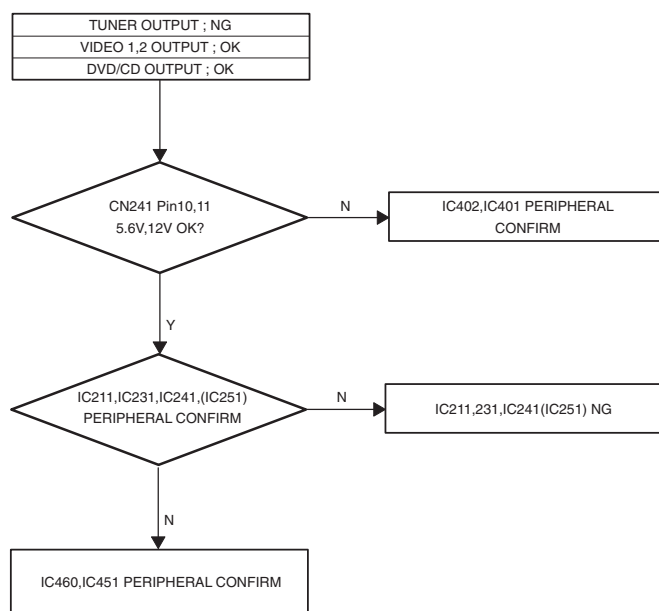 TUNER OUTPUT ; NG
VIDEO 1,2 OUTPUT ; OK
DVD/CD OUTPUT ; OK
CN241 Pin10,11
5.6V,12V OK?
N
IC402,IC401 PERIPHERAL
CONFIRM
Y
IC211,IC231,IC241,(IC251)
PERIPHERAL CONFIRM
N
IC211,231,IC241(IC251) NG
N
IC460,IC451 PERIPHERAL CONFIRM